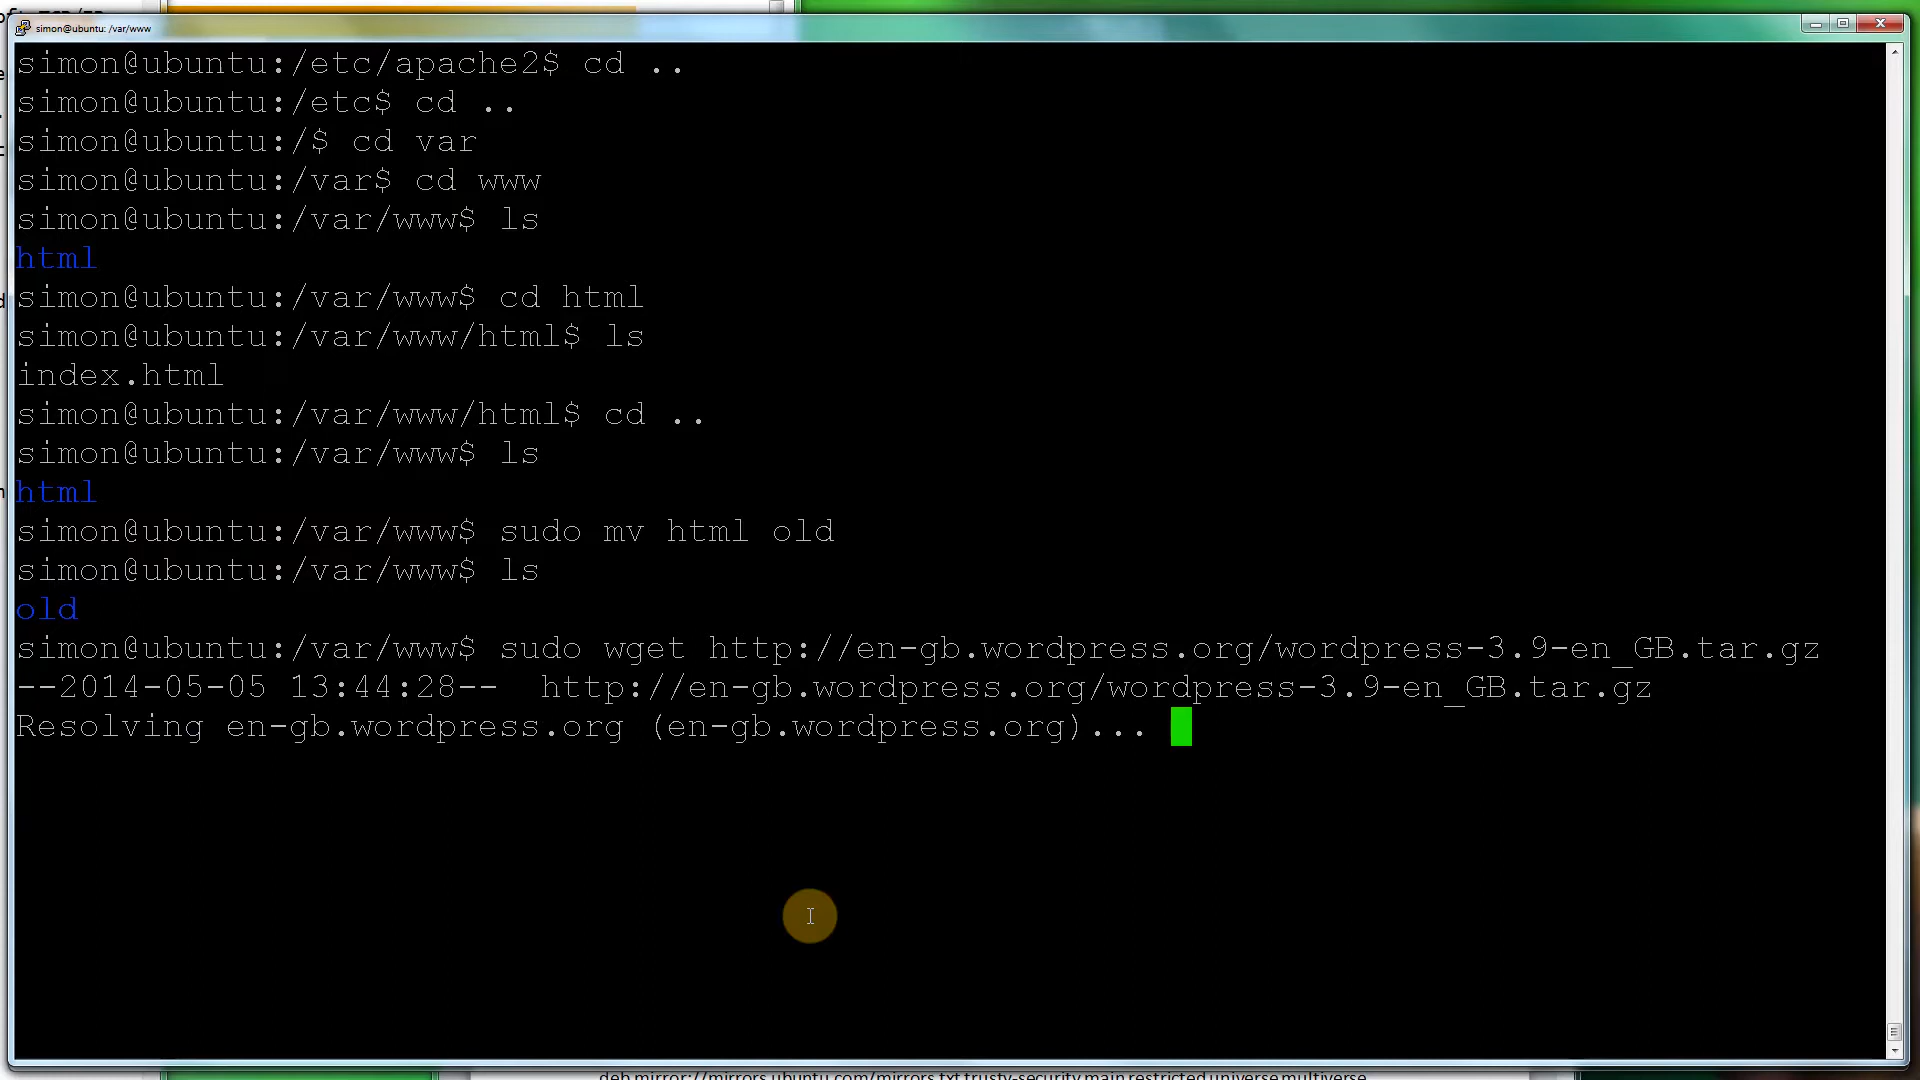 simon@ubuntu: /var/www
simon@ubuntu:/etc/apache2$ cd ..
simon@ubuntu:/etc$ cd ..
simon@ubuntu:/$ cd var
simon@ubuntu:/var$ cd www
simon@ubuntu:/var/www$ ls
html
simon@ubuntu:/var/www$ cd html
simon@ubuntu:/var/www/html$ ls
index.html
simon@ubuntu:/var/www/html$ cd ..
simon@ubuntu:/var/www$ ls
html
simon@ubuntu:/var/www$ sudo mv html old
simon@ubuntu:/var/www$ ls
old
simon@ubuntu:/var/www$ sudo wget http://en-gb.wordpress.org/wordpress-3.9-en_GB.tar.gz
--2014-05-05 13:44:28--  http://en-gb.wordpress.org/wordpress-3.9-en_GB.tar.gz
Resolving en-gb.wordpress.org (en-gb.wordpress.org)...
deb mirror://mirrors.ubuntu.com/mirrors.txt trusty-security main restricted universe multiverse